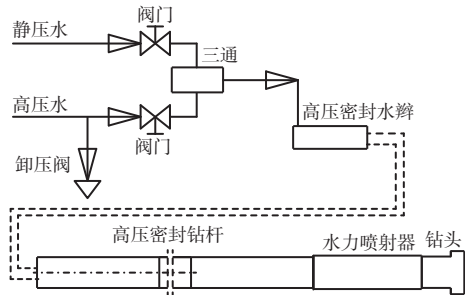 阀门
静压水
三通
高压水
高压密封水辫
阀门
卸压阀
高压密封钻杆
水力喷射器
钻头